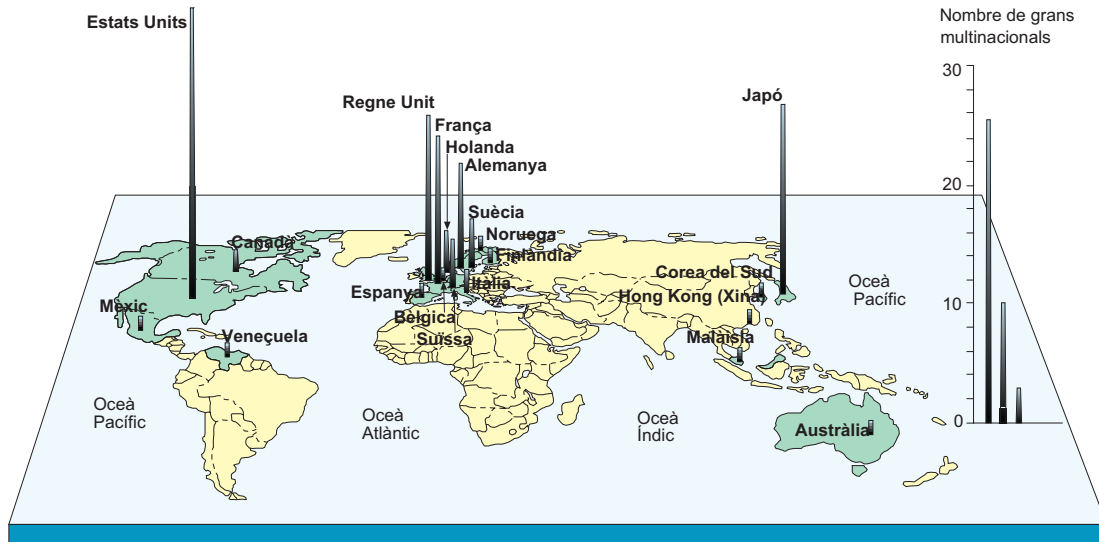 Nombre de grans
multinacionals
Estats Units
30
Regne Unit
Japó
França
Holanda
Alemanya
20
Suècia
Noruega
Canadà
Finlàndia
Corea del Sud
Itàlia
Oceà
Pacífic
Espanya
Hong Kong (Xina)
Mèxic
10
Bèlgica
Veneçuela
Suïssa
Malàisia
Oceà
Pacífic
Oceà
Atlàntic
Oceà
Índic
Austràlia
0